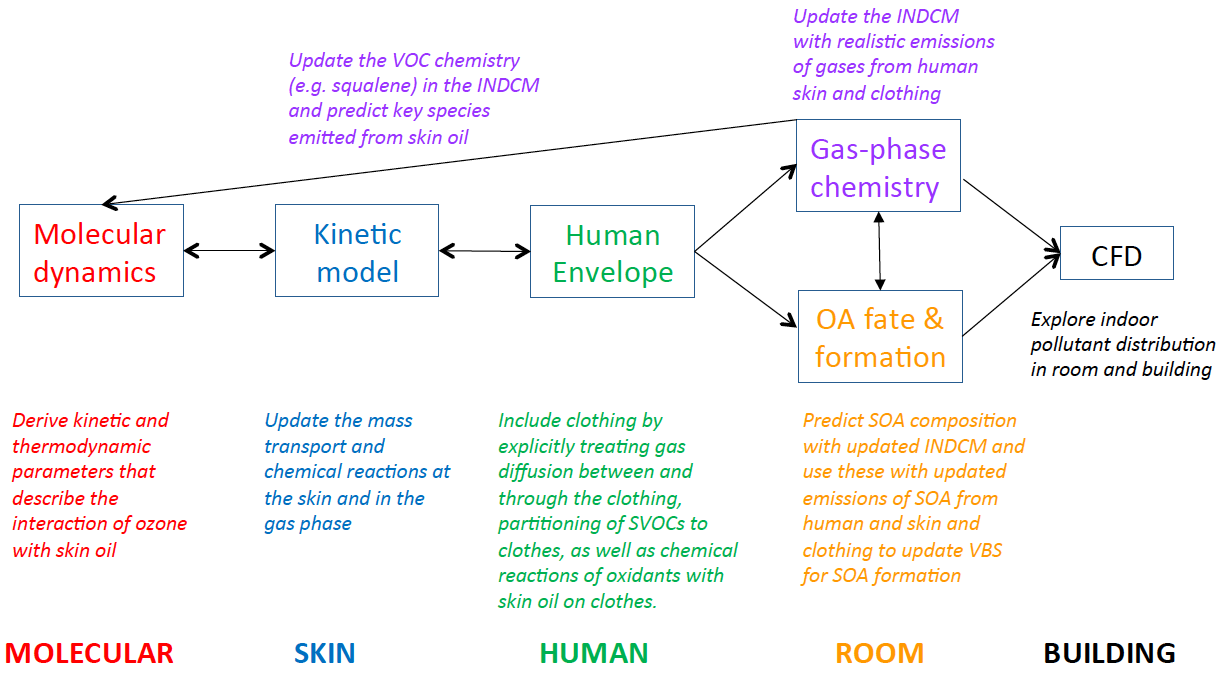 Update the VOC chemistry
(e.g. squalene) in the INDCM
and predict key species
emitted from skin oil
Update the INDCM
with realistic emissions
of gases from human
skin and clothing
Molecular
dynamics
Kinetic
model
Human
Envelope
Gas-phase
chemistry
OA fate &
formation
CFD
Explore indoor
pollutant distribution
in room and building
Derive kinetic and
thermodynamic
parameters that
describe the
interaction of ozone
with skin oil
Update the mass
transport and
chemical reactions at
the skin and in the
gas phase
Include clothing by
explicitly treating gas
diffusion between and
through the clothing,
partitioning of SVOCs to
clothes, as well as chemical
reactions of oxidants with
skin oil on clothes.
Predict SOA composition
with updated INDCM and
use these with updated
emissions of SOA from
human and skin and
clothing to update VBS
for SOA formation
MOLECULAR
SKIN
HUMAN
ROOM
BUILDING